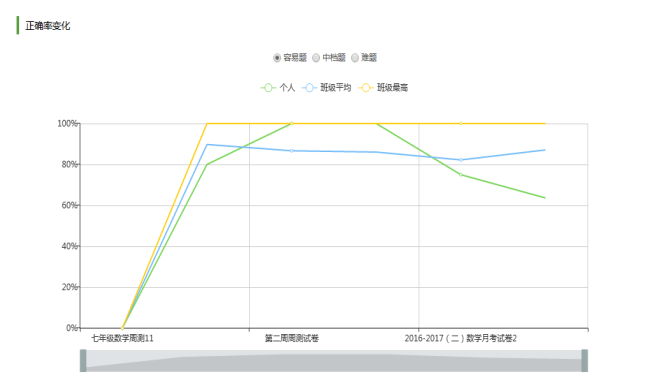 正确率变化
容易题 中档题 难题
个人 班级平均 班级最高
100%
80%
60%
40%
20%
0%
七年级数学周测11 第二周周测试卷 2016-2017（二）数学月考试卷2